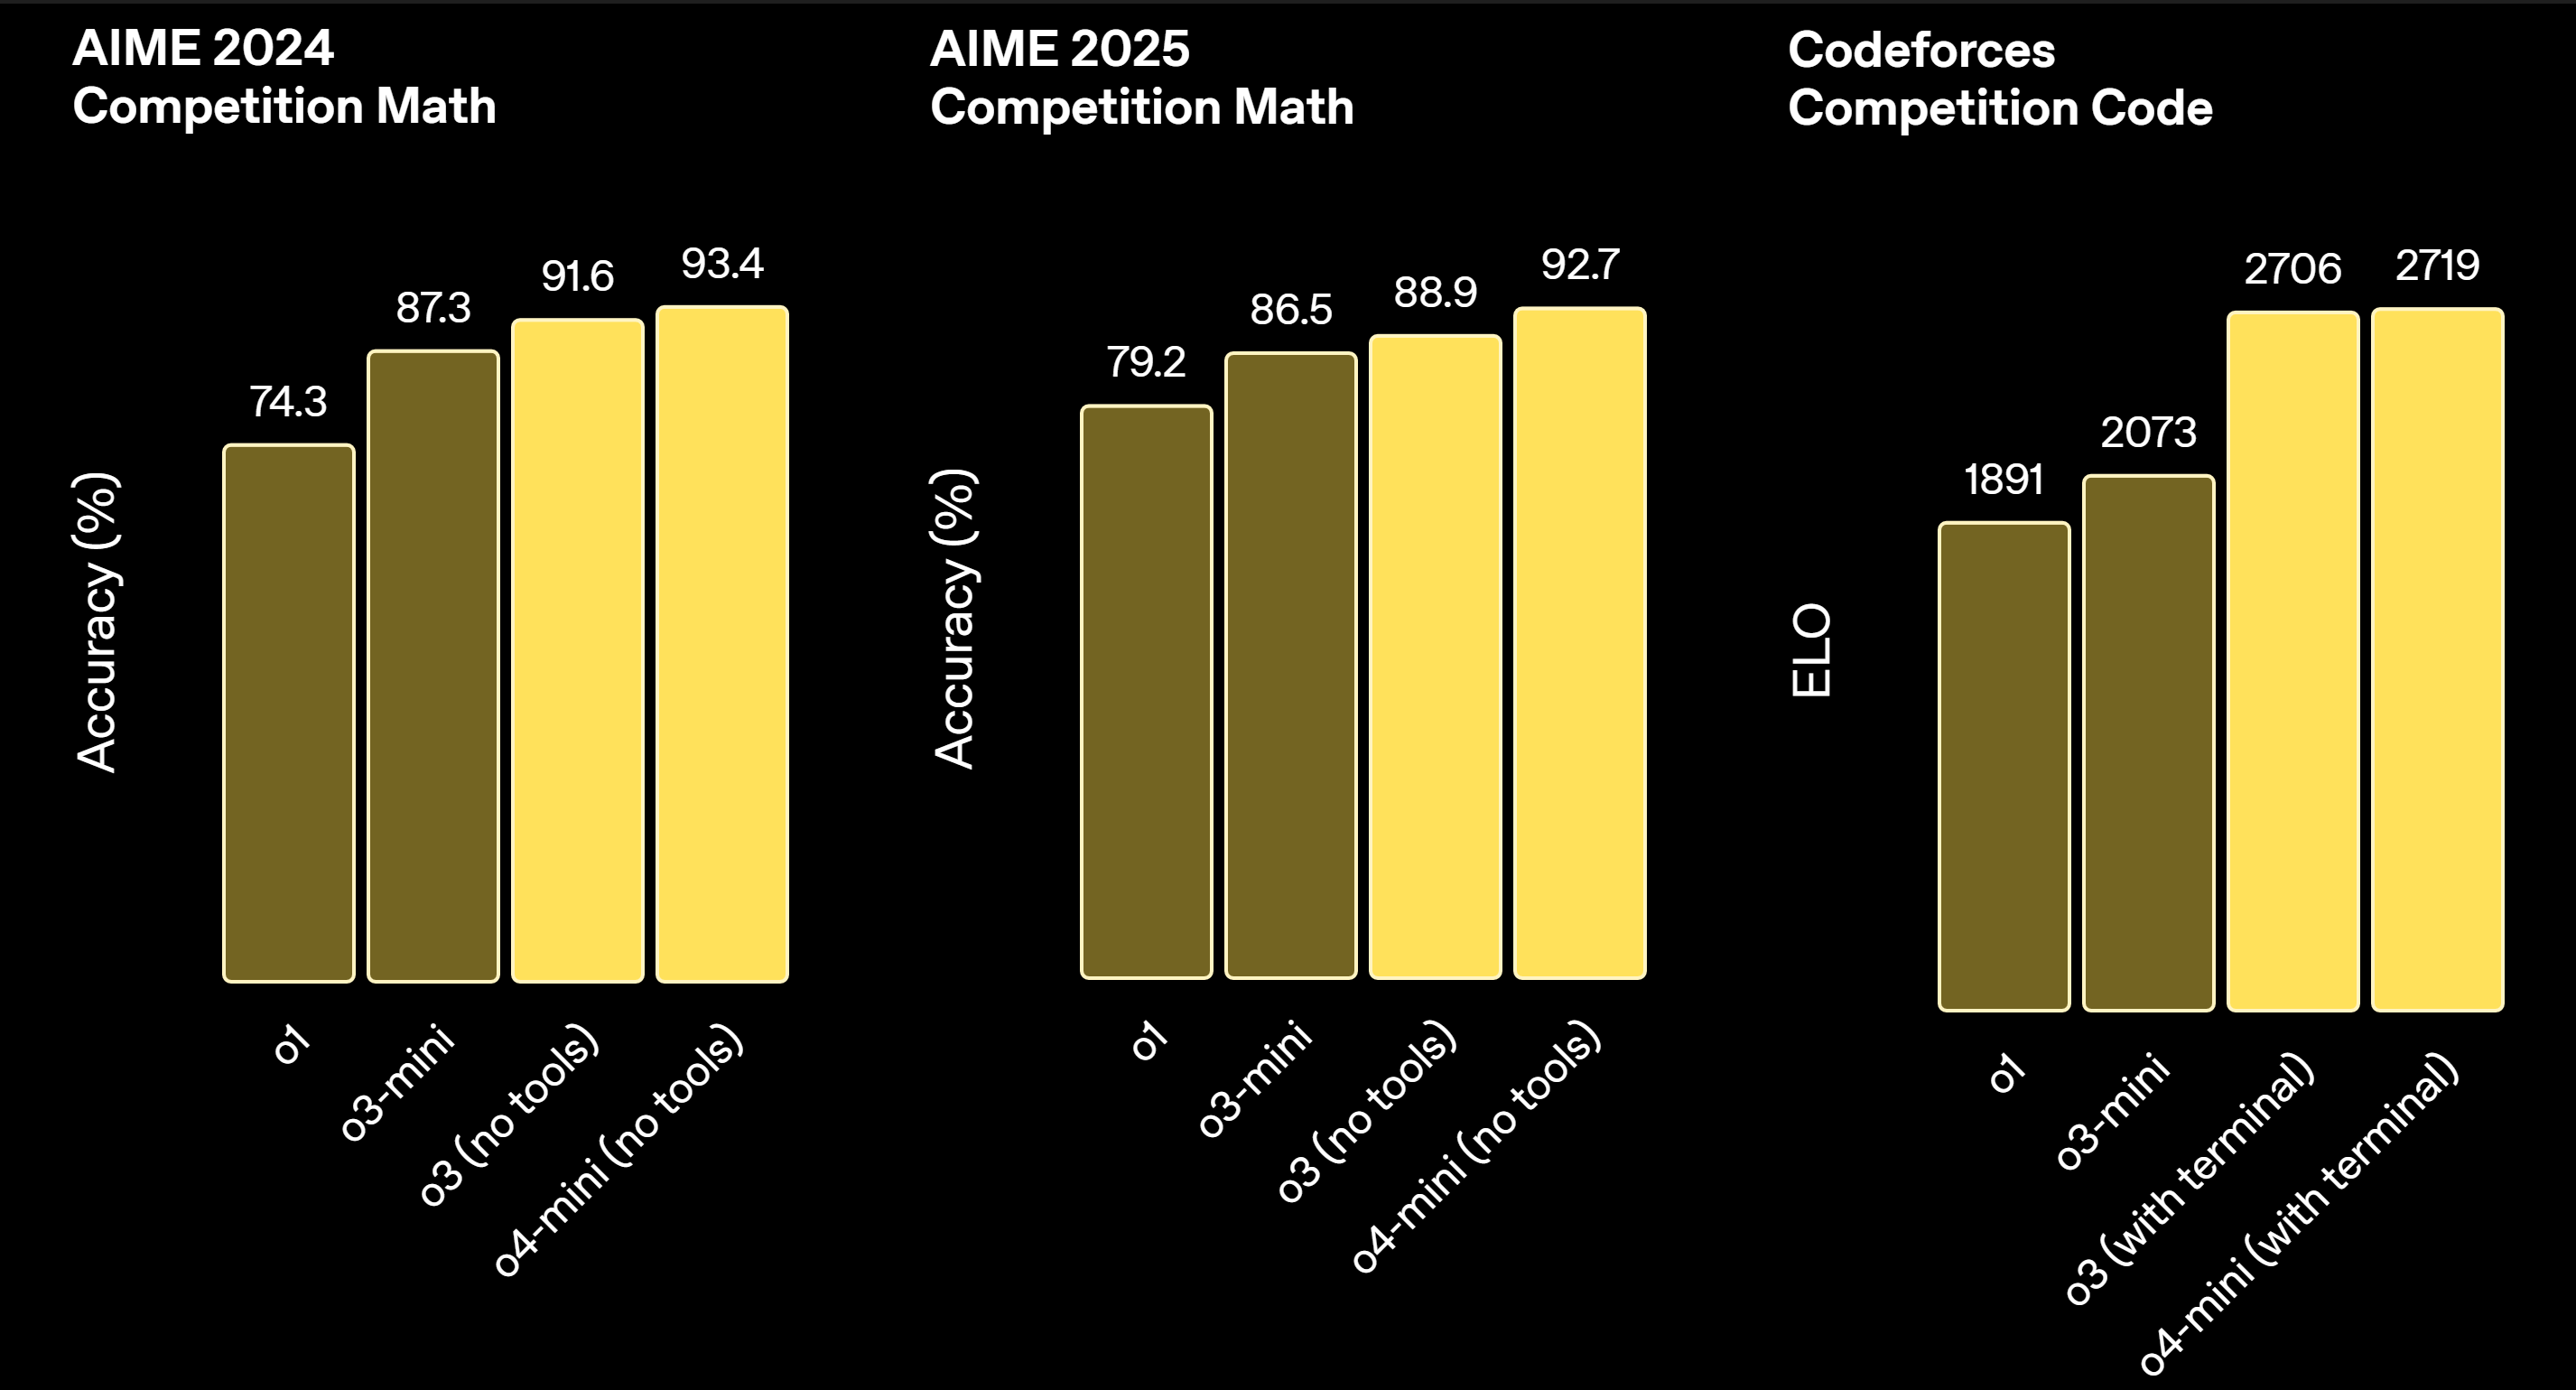 AIME 2024
Competition Math
Accuracy (%)
74.3
87.3
91.6
93.4
o1
o3-mini
o3 (no tools)
o4-mini (no tools)
AIME 2025
Competition Math
Accuracy (%)
79.2
86.5
88.9
92.7
o1
o3-mini
o3 (no tools)
o4-mini (no tools)
Codeforces
Competition Code
ELO
1891
2073
2706
2719
o1
o3-mini
o3 (with terminal)
o4-mini (with terminal)